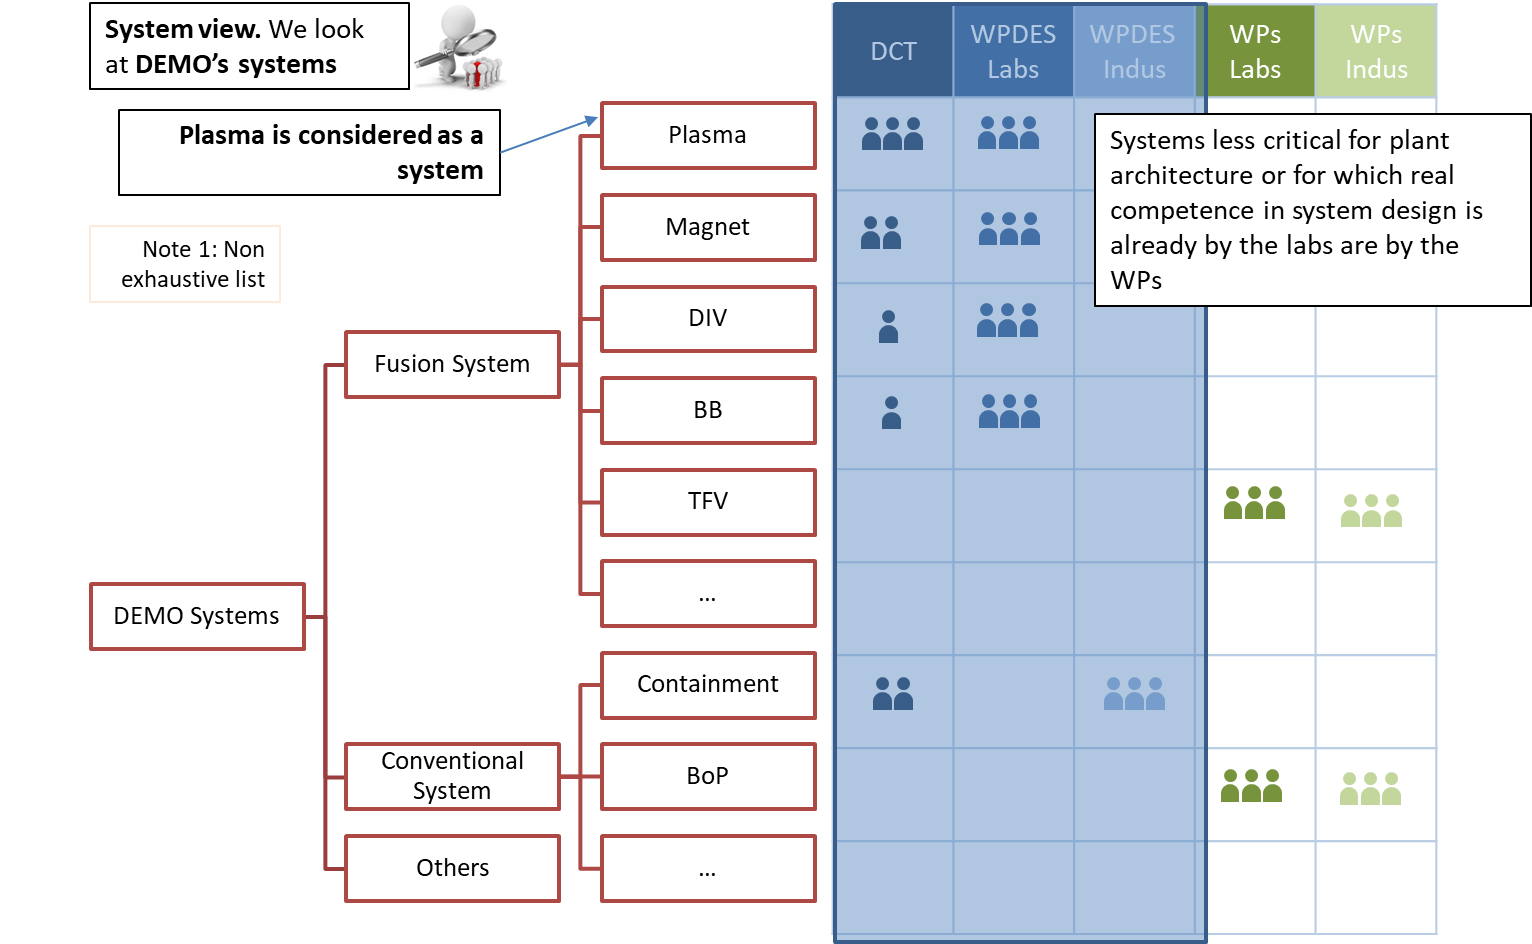 System view. We look
at DEMO's systems
Plasma is considered as a
system
Note 1: Non
exhaustive list
DCT
WPDES
Labs
WPDES
Indus
WPs
Labs
WPs
Indus
Systems less critical for plant
architecture or for which real
competence in system design is
already by the labs are by the
WPs
Plasma
Magnet
DIV
Fusion System
BB
TFV
...
DEMO Systems
Containment
Conventional
System
BoP
Others
...